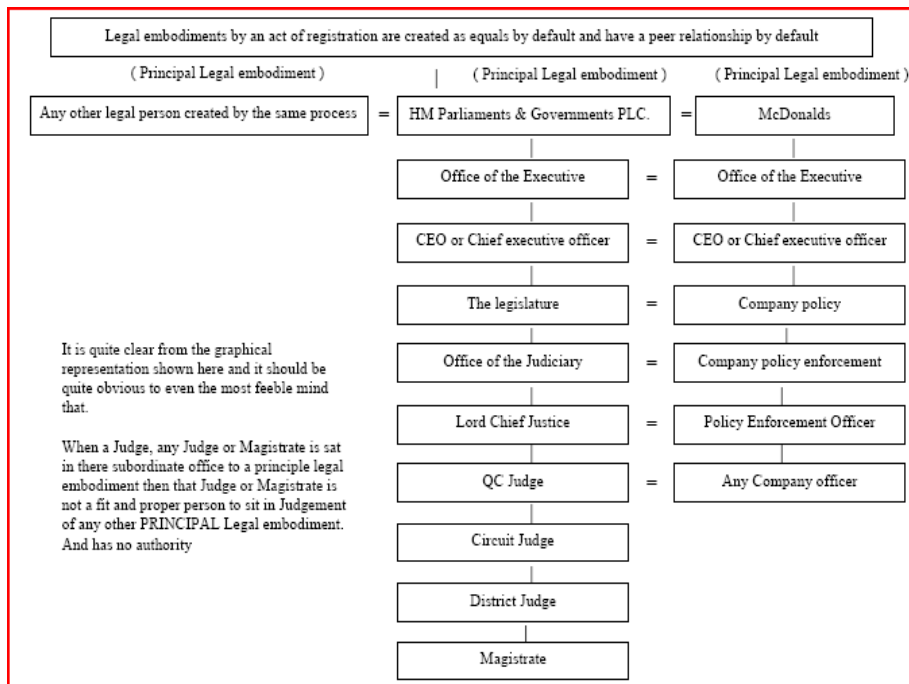 Legal embodiments by an act of registration are created as equals by default and have a peer relationship by default
( Principal Legal embodiment ) ( Principal Legal embodiment ) ( Principal Legal embodiment )
Any other legal person created by the same process = HM Parliaments & Governments PLC. = McDonalds
Office of the Executive = Office of the Executive
CEO or Chief executive officer = CEO or Chief executive officer
The legislature = Company policy
Office of the Judiciary = Company policy enforcement
Lord Chief Justice = Policy Enforcement Officer
QC Judge = Any Company officer
Circuit Judge
District Judge
Magistrate
It is quite clear from the graphical
representation shown here and it should be
quite obvious to even the most feeble mind
that.
When a Judge, any Judge or Magistrate is sat
in there subordinate office to a principle legal
embodiment then that Judge or Magistrate is
not a fit and proper person to sit in Judgement
of any other PRINCIPAL Legal embodiment.
And has no authority